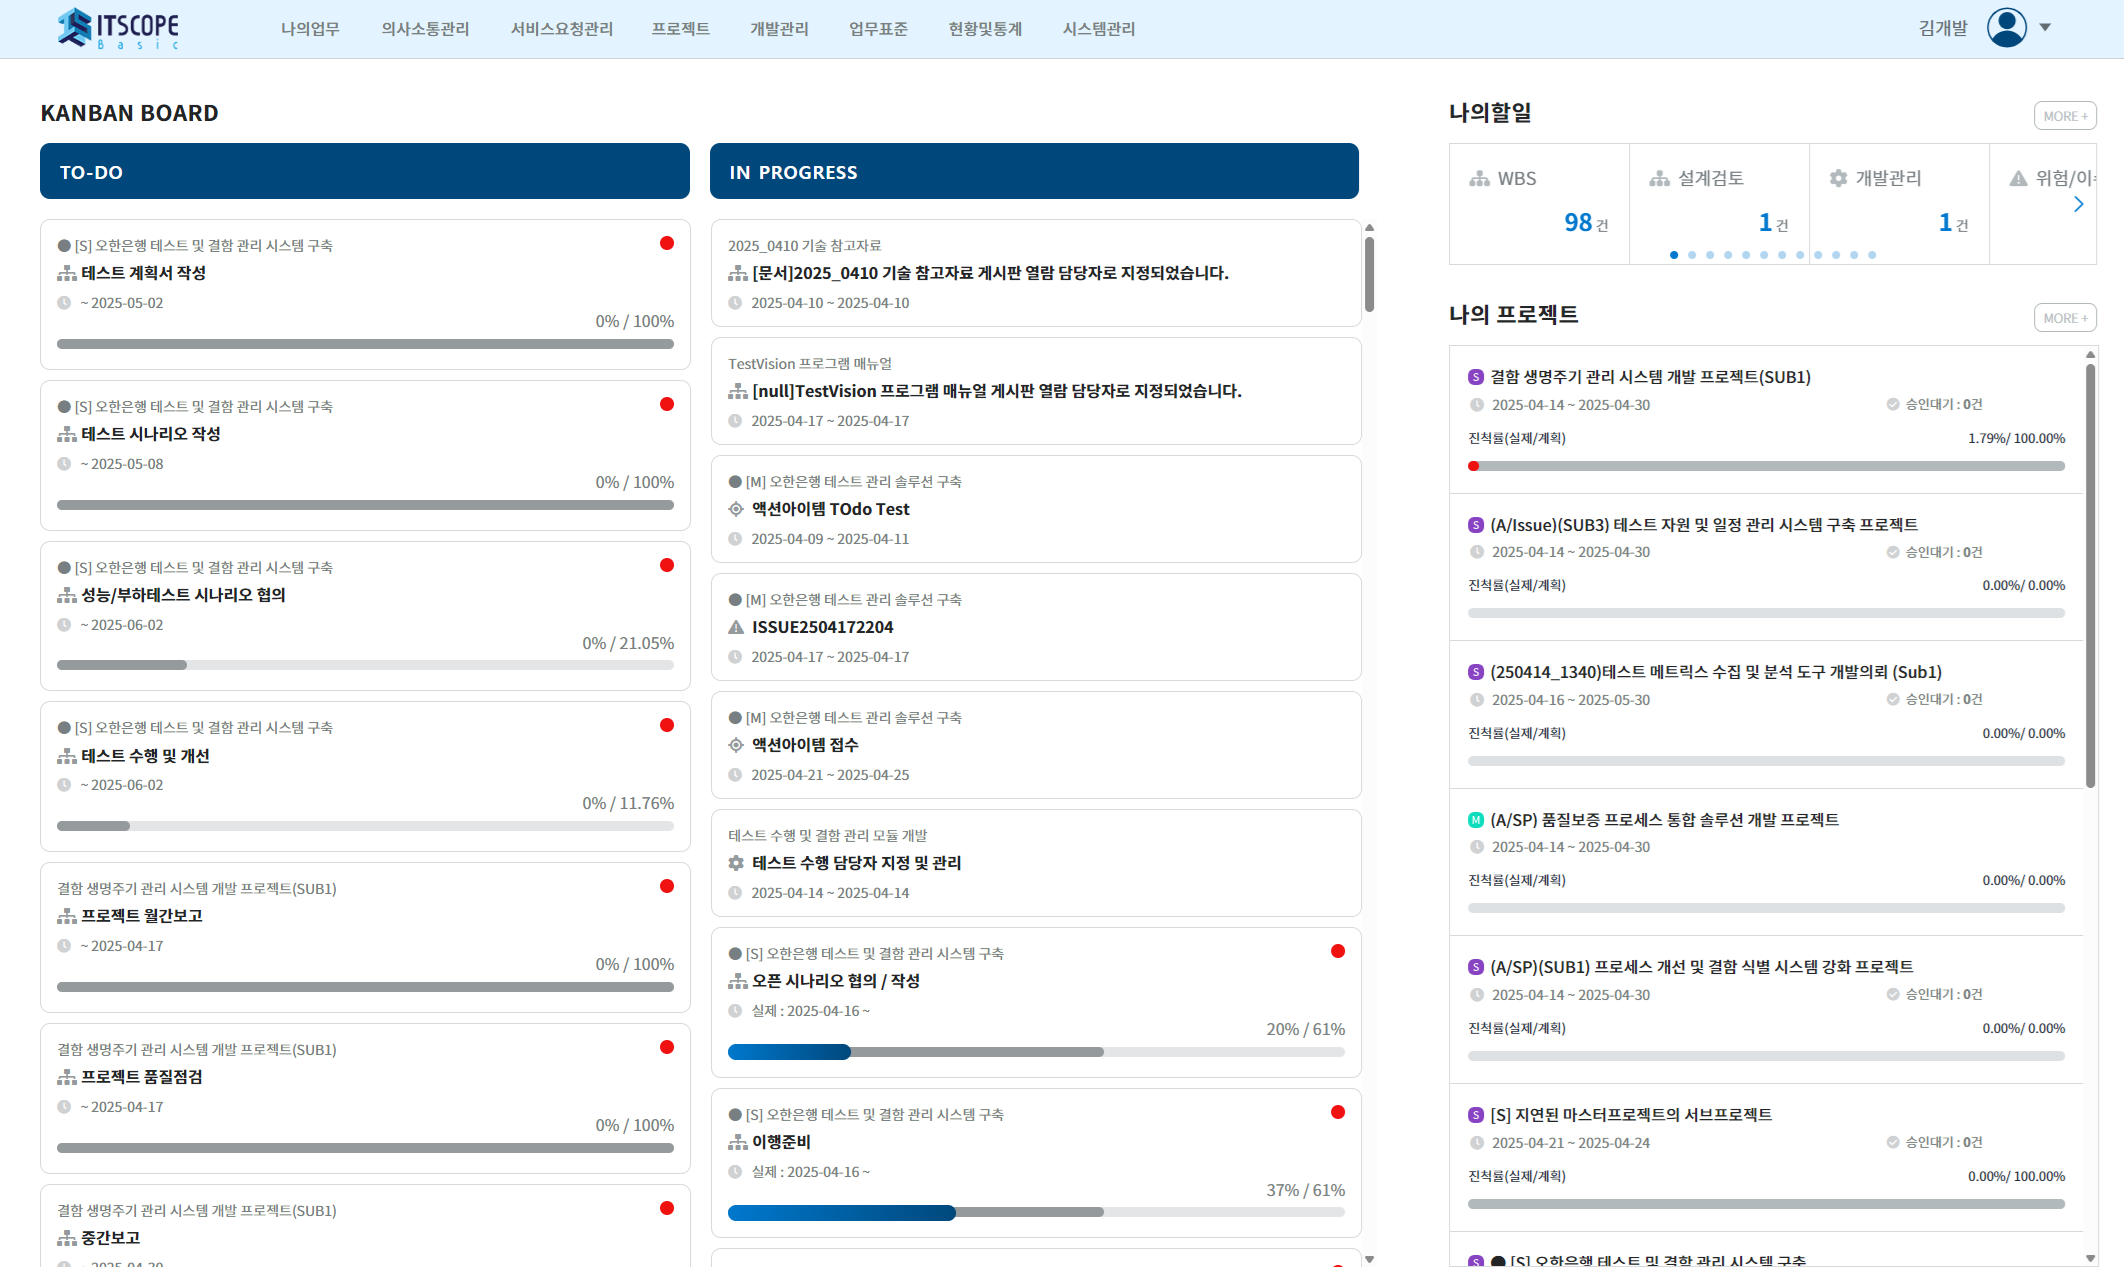 ITSCOPE
Basic
나의업무 의사소통관리 서비스요청관리 프로젝트 개발관리 업무표준 현황및통계 시스템관리
김개발
KANBAN BOARD
TO-DO
[S] 오한은행 테스트 및 결함 관리 시스템 구축
테스트 계획서 작성
~ 2025-05-02
0% / 100%
[S] 오한은행 테스트 및 결함 관리 시스템 구축
테스트 시나리오 작성
~ 2025-05-08
0% / 100%
[S] 오한은행 테스트 및 결함 관리 시스템 구축
성능/부하테스트 시나리오 협의
~ 2025-06-02
0% / 21.05%
[S] 오한은행 테스트 및 결함 관리 시스템 구축
테스트 수행 및 개선
~ 2025-06-02
0% / 11.76%
결함 생명주기 관리 시스템 개발 프로젝트(SUB1)
프로젝트 월간보고
~ 2025-04-17
0% / 100%
결함 생명주기 관리 시스템 개발 프로젝트(SUB1)
프로젝트 품질점검
~ 2025-04-17
0% / 100%
결함 생명주기 관리 시스템 개발 프로젝트(SUB1)
중간보고
~ 2025-04-30
IN PROGRESS
2025_0410 기술 참고자료
[문서]2025_0410 기술 참고자료 게시판 열람 담당자로 지정되었습니다.
2025-04-10 ~ 2025-04-10
TestVision 프로그램 매뉴얼
[null]TestVision 프로그램 매뉴얼 게시판 열람 담당자로 지정되었습니다.
2025-04-17 ~ 2025-04-17
[M] 오한은행 테스트 관리 솔루션 구축
액션아이템 TOdo Test
2025-04-09 ~ 2025-04-11
[M] 오한은행 테스트 관리 솔루션 구축
ISSUE2504172204
2025-04-17 ~ 2025-04-17
[M] 오한은행 테스트 관리 솔루션 구축
액션아이템 접수
2025-04-21 ~ 2025-04-25
테스트 수행 및 결함 관리 모듈 개발
테스트 수행 담당자 지정 및 관리
2025-04-14 ~ 2025-04-14
[S] 오한은행 테스트 및 결함 관리 시스템 구축
오픈 시나리오 협의 / 작성
실제 : 2025-04-16 ~
20% / 61%
[S] 오한은행 테스트 및 결함 관리 시스템 구축
이행준비
실제 : 2025-04-16 ~
37% / 61%
나의할일
MORE +
WBS
98 건
설계검토
1 건
개발관리
1 건
위험/이
나의 프로젝트
MORE +
S 결함 생명주기 관리 시스템 개발 프로젝트(SUB1)
2025-04-14 ~ 2025-04-30 승인대기 : 0건
진척률(실제/계획) 1.79%/ 100.00%
S (A/Issue)(SUB3) 테스트 자원 및 일정 관리 시스템 구축 프로젝트
2025-04-14 ~ 2025-04-30 승인대기 : 0건
진척률(실제/계획) 0.00%/ 0.00%
S (250414_1340)테스트 메트릭스 수집 및 분석 도구 개발의뢰 (Sub1)
2025-04-16 ~ 2025-05-30 승인대기 : 0건
진척률(실제/계획) 0.00%/ 0.00%
M (A/SP) 품질보증 프로세스 통합 솔루션 개발 프로젝트
2025-04-14 ~ 2025-04-30
진척률(실제/계획) 0.00%/ 0.00%
S (A/SP)(SUB1) 프로세스 개선 및 결함 식별 시스템 강화 프로젝트
2025-04-14 ~ 2025-04-30 승인대기 : 0건
진척률(실제/계획) 0.00%/ 0.00%
S [S] 지연된 마스터프로젝트의 서브프로젝트
2025-04-21 ~ 2025-04-24 승인대기 : 0건
진척률(실제/계획) 0.00%/ 100.00%
S [S] 오한은행 테스트 및 결함 관리 시스템 구축